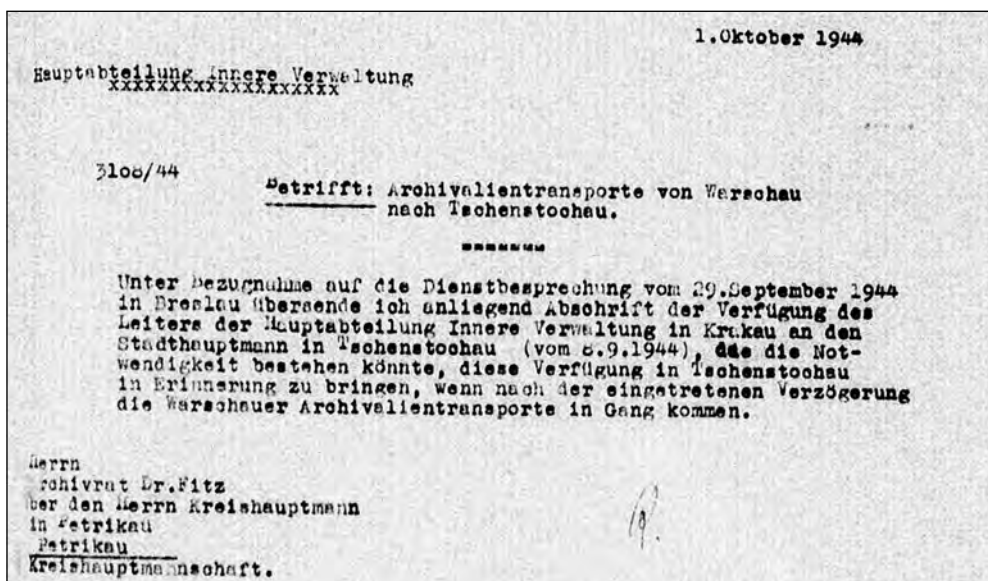 1.Oktober 1944
Hauptabteilung Innere Verwaltung
xxxxxxxxxxxxxxxxxxx
3108/44
Betrifft: Archivalientransporte von Warschau
nach Tschenstochau.
-------
Unter Bezugnahme auf die Dienstbesprechung vom 29.September 1944
in Breslau übersende ich anliegend Abschrift der Verfügung des
Leiters der Hauptabteilung Innere Verwaltung in Krakau an den
Stadthauptmann in Tschenstochau (vom 8.9.1944), die Not-
wendigkeit bestehen könnte, diese Verfügung in Tschenstochau
in Erinnerung zu bringen, wenn nach der eingetretenen Verzögerung
die Warschauer Archivalientransporte in Gang kommen.
Herrn
rchivrat Dr.Fitz
ber den Herrn Kreishauptmann
in Petrikau
Petrikau
Kreishauptmannschaft.